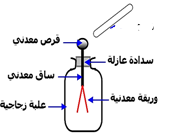 قرص معدني
سدادة عازلة
ساق معدني
وريقة معدنية
علبة زجاجية